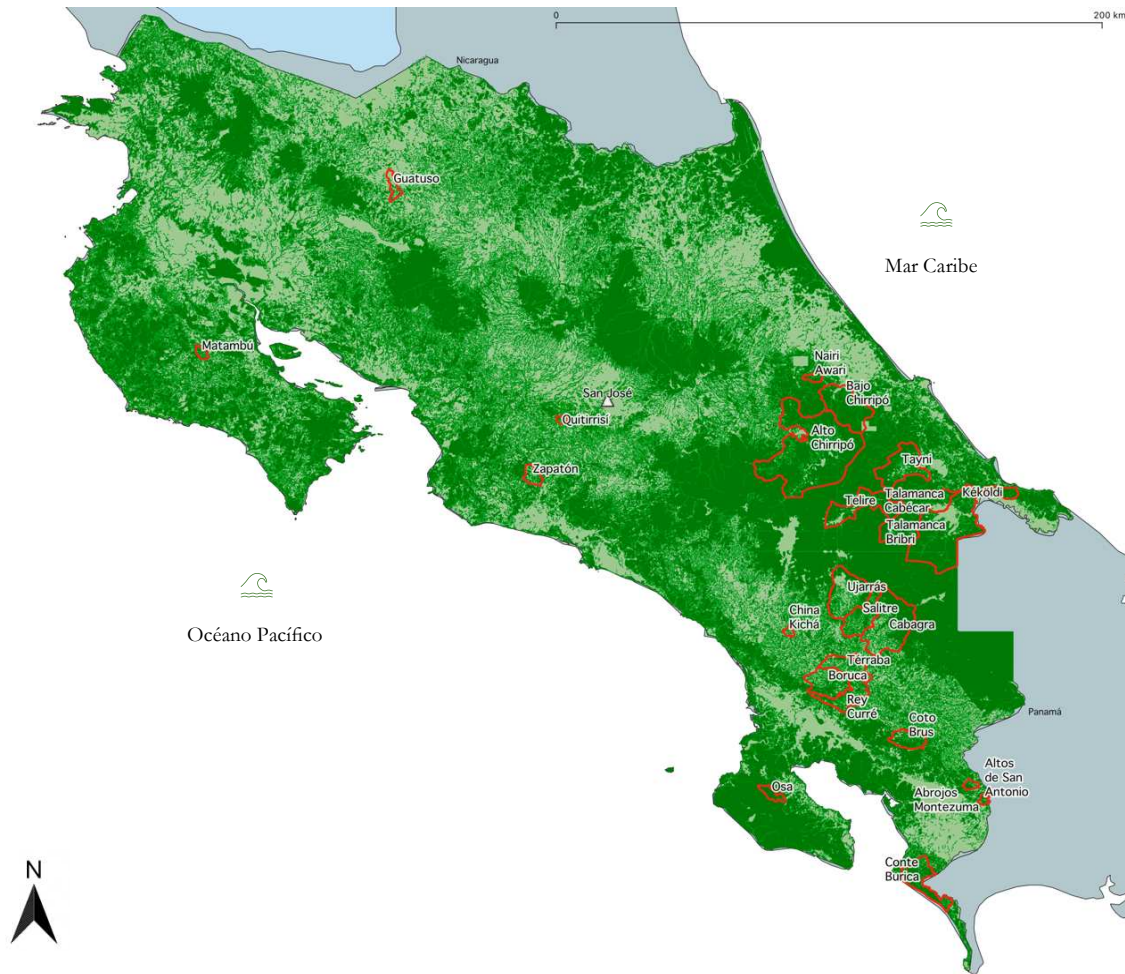 0
200 km
Nicaragua
Guatuso
Mar Caribe
Matambú
Nairi
Awari
San José
Bajo
Chirripó
Quitirrisi
Alto
Chirripó
Zapatón
Tayni
Telire
Talamanca
Cabécar
Kéköldi
Talamanca
Bribri
Océano Pacífico
Ujarrás
China
Kichá
Salitre
Cabagra
Térraba
Boruca
Rey
Curré
Coto
Brus
Panamá
Osa
Altos
de San
Antonio
Abrojos
Montezuma
Conte
Burica
N